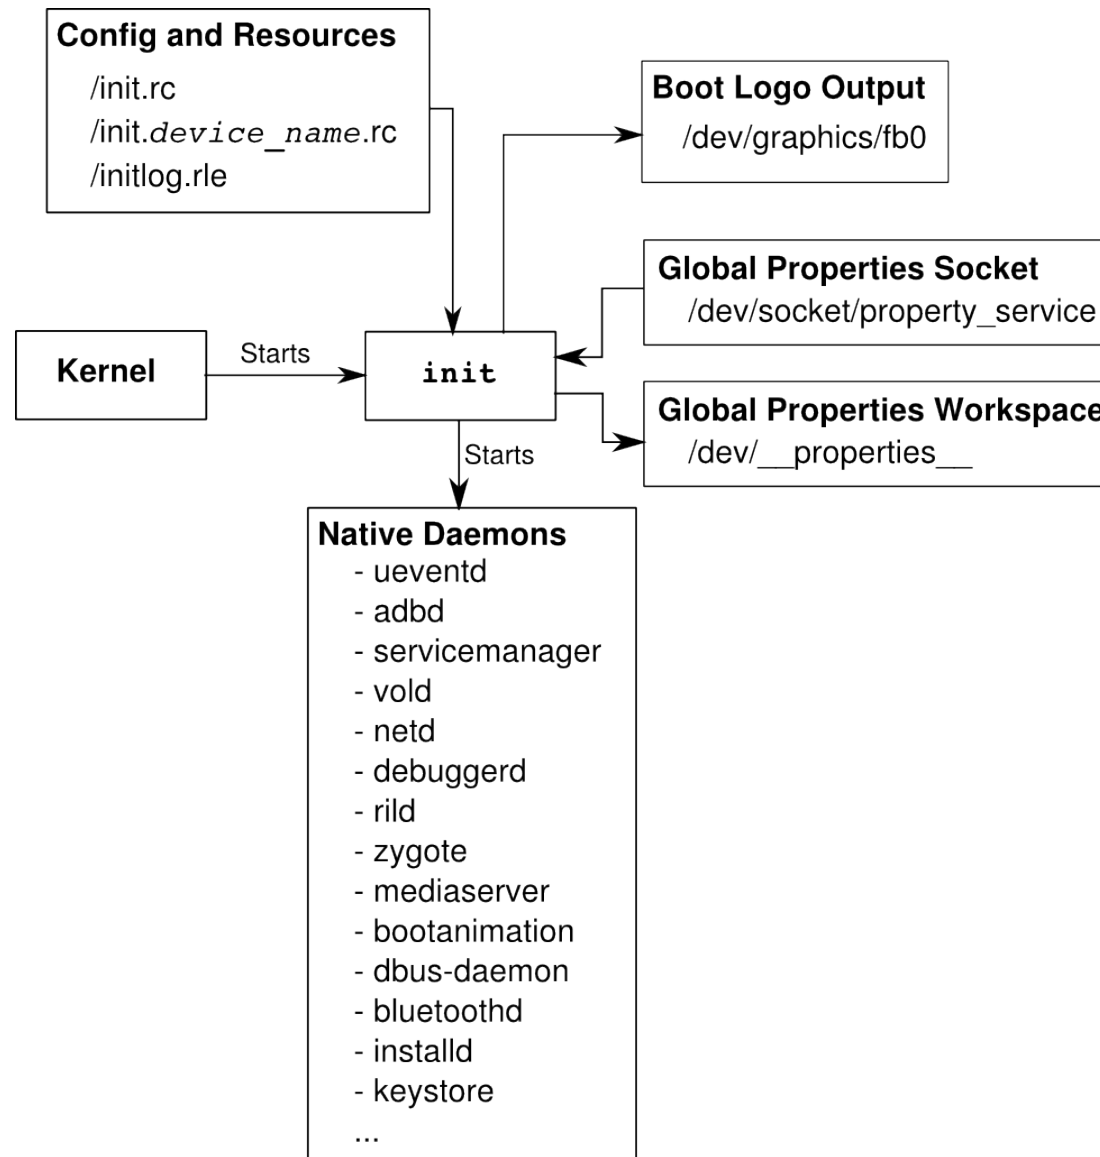 Config and Resources
/init.rc
/init.device_name.rc
/initlog.rle
Boot Logo Output
/dev/graphics/fb0
Global Properties Socket
/dev/socket/property_service
Kernel
Starts
init
Global Properties Workspace
/dev/__properties__
Starts
Native Daemons
- ueventd
- adbd
- servicemanager
- vold
- netd
- debuggerd
- rild
- zygote
- mediaserver
- bootanimation
- dbus-daemon
- bluetoothd
- installd
- keystore
...